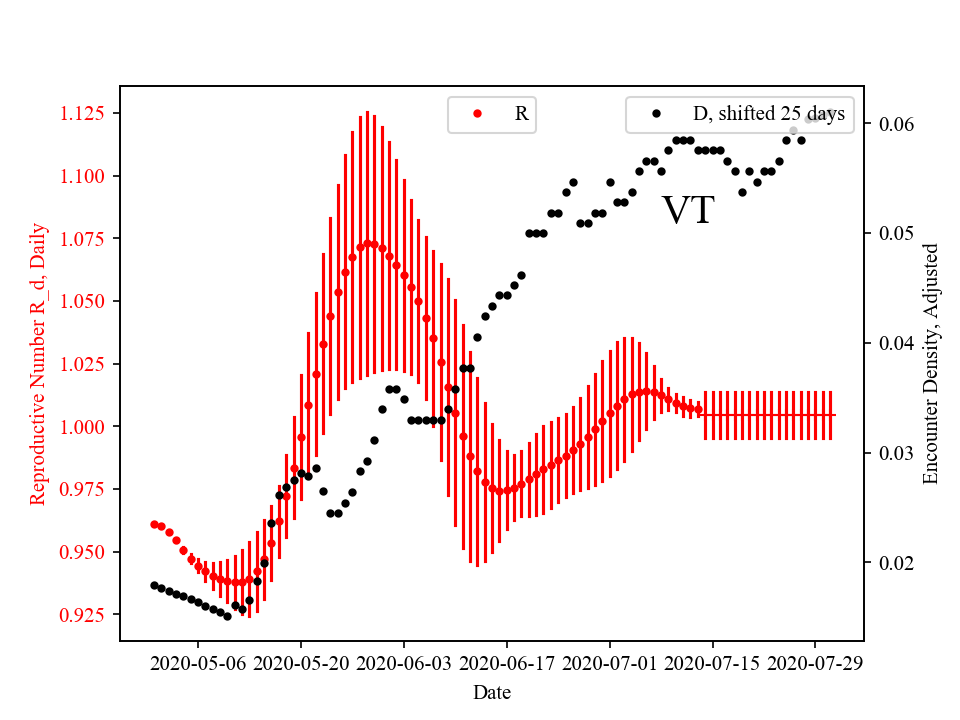 R
D, shifted 25 days
VT
Reproductive Number R_d, Daily
1.125
1.100
1.075
1.050
1.025
1.000
0.975
0.950
0.925
0.06
0.05
0.04
0.03
0.02
Encounter Density, Adjusted
2020-05-06 2020-05-20 2020-06-03 2020-06-17 2020-07-01 2020-07-15 2020-07-29
Date